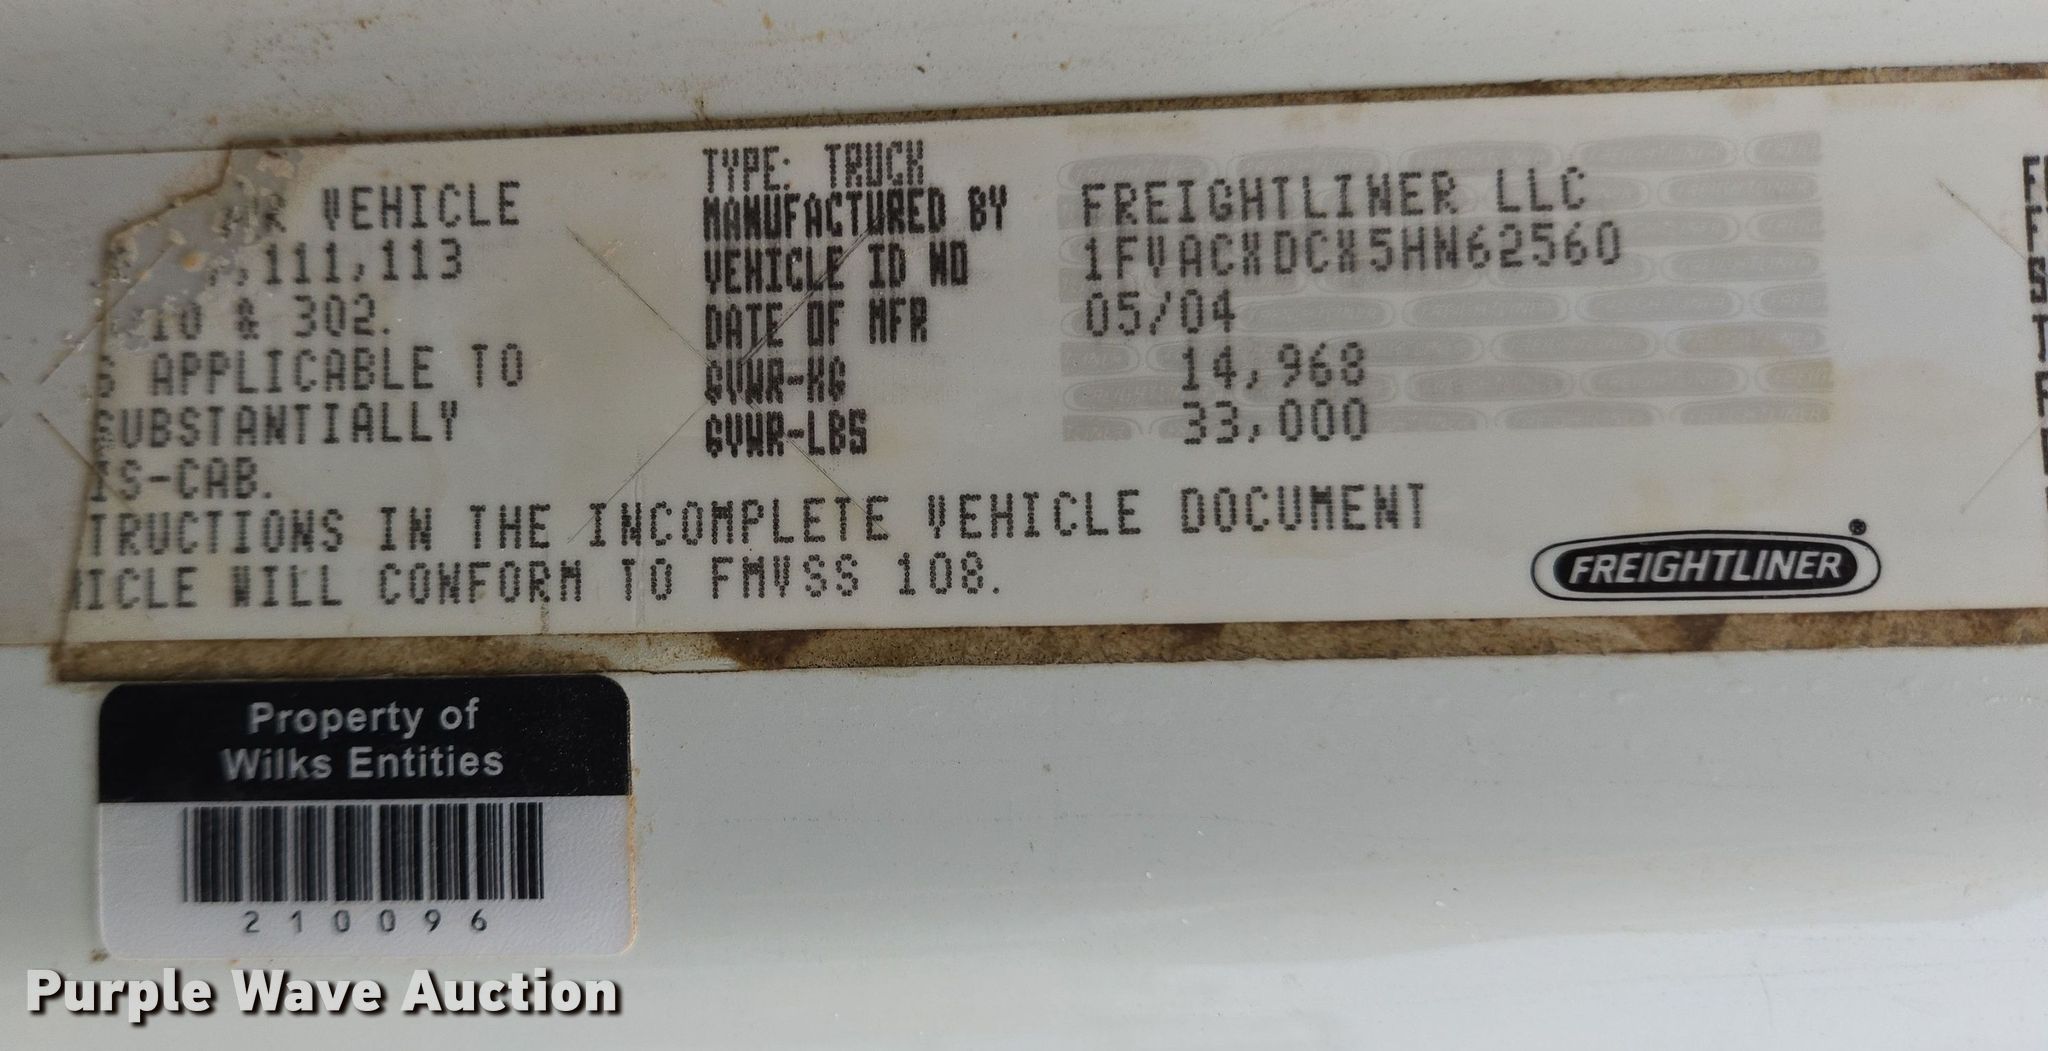 VEHICLE
111,113
10 & 302.
APPLICABLE TO
SUBSTANTIALLY
IS-CAB.
TRUCTIONS IN THE INCOMPLETE VEHICLE DOCUMENT
ICLE WILL CONFORM TO FMVSS 108.
TYPE: TRUCK
MANUFACTURED BY FREIGHTLINER LLC
VEHICLE ID NO 1FVACXDCX5HN62560
DATE OF MFR 05/04
GVWR-KG 14,968
GVWR-LBS 33,000
FREIGHTLINER®
Property of
Wilks Entities
210096
Purple Wave Auction